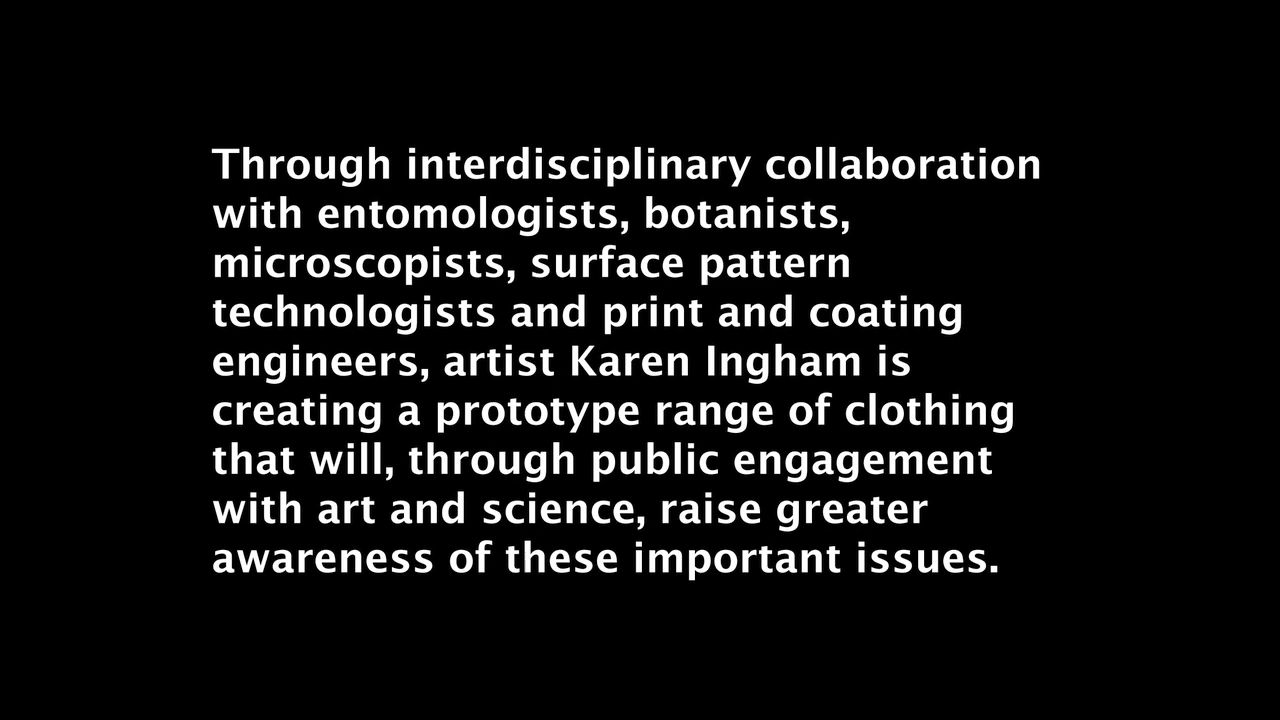 Through interdisciplinary collaboration
with entomologists, botanists,
microscopists, surface pattern
technologists and print and coating
engineers, artist Karen Ingham is
creating a prototype range of clothing
that will, through public engagement
with art and science, raise greater
awareness of these important issues.